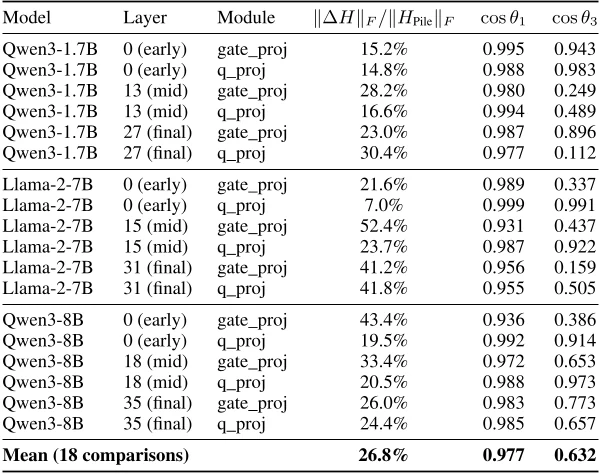 Model Layer Module ∥ΔH∥F/∥HPile∥F cos θ1 cos θ3
Qwen3-1.7B 0 (early) gate_proj 15.2% 0.995 0.943
Qwen3-1.7B 0 (early) q_proj 14.8% 0.988 0.983
Qwen3-1.7B 13 (mid) gate_proj 28.2% 0.980 0.249
Qwen3-1.7B 13 (mid) q_proj 16.6% 0.994 0.489
Qwen3-1.7B 27 (final) gate_proj 23.0% 0.987 0.896
Qwen3-1.7B 27 (final) q_proj 30.4% 0.977 0.112
Llama-2-7B 0 (early) gate_proj 21.6% 0.989 0.337
Llama-2-7B 0 (early) q_proj 7.0% 0.999 0.991
Llama-2-7B 15 (mid) gate_proj 52.4% 0.931 0.437
Llama-2-7B 15 (mid) q_proj 23.7% 0.987 0.922
Llama-2-7B 31 (final) gate_proj 41.2% 0.956 0.159
Llama-2-7B 31 (final) q_proj 41.8% 0.955 0.505
Qwen3-8B 0 (early) gate_proj 43.4% 0.936 0.386
Qwen3-8B 0 (early) q_proj 19.5% 0.992 0.914
Qwen3-8B 18 (mid) gate_proj 33.4% 0.972 0.653
Qwen3-8B 18 (mid) q_proj 20.5% 0.988 0.973
Qwen3-8B 35 (final) gate_proj 26.0% 0.983 0.773
Qwen3-8B 35 (final) q_proj 24.4% 0.985 0.657
Mean (18 comparisons) 26.8% 0.977 0.632